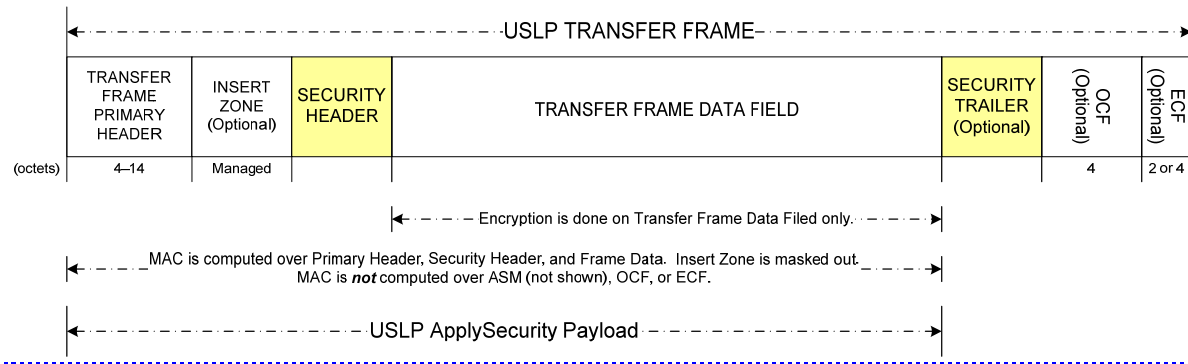 USLP TRANSFER FRAME
TRANSFER
FRAME
PRIMARY
HEADER
INSERT
ZONE
(Optional)
SECURITY
HEADER
TRANSFER FRAME DATA FIELD
SECURITY
TRAILER
(Optional)
OCF
(Optional)
ECF
(Optional)
(octets)
4–14
Managed
4
2 or 4
Encryption is done on Transfer Frame Data Filed only.
MAC is computed over Primary Header, Security Header, and Frame Data. Insert Zone is masked out.
MAC is not computed over ASM (not shown), OCF, or ECF.
USLP ApplySecurity Payload